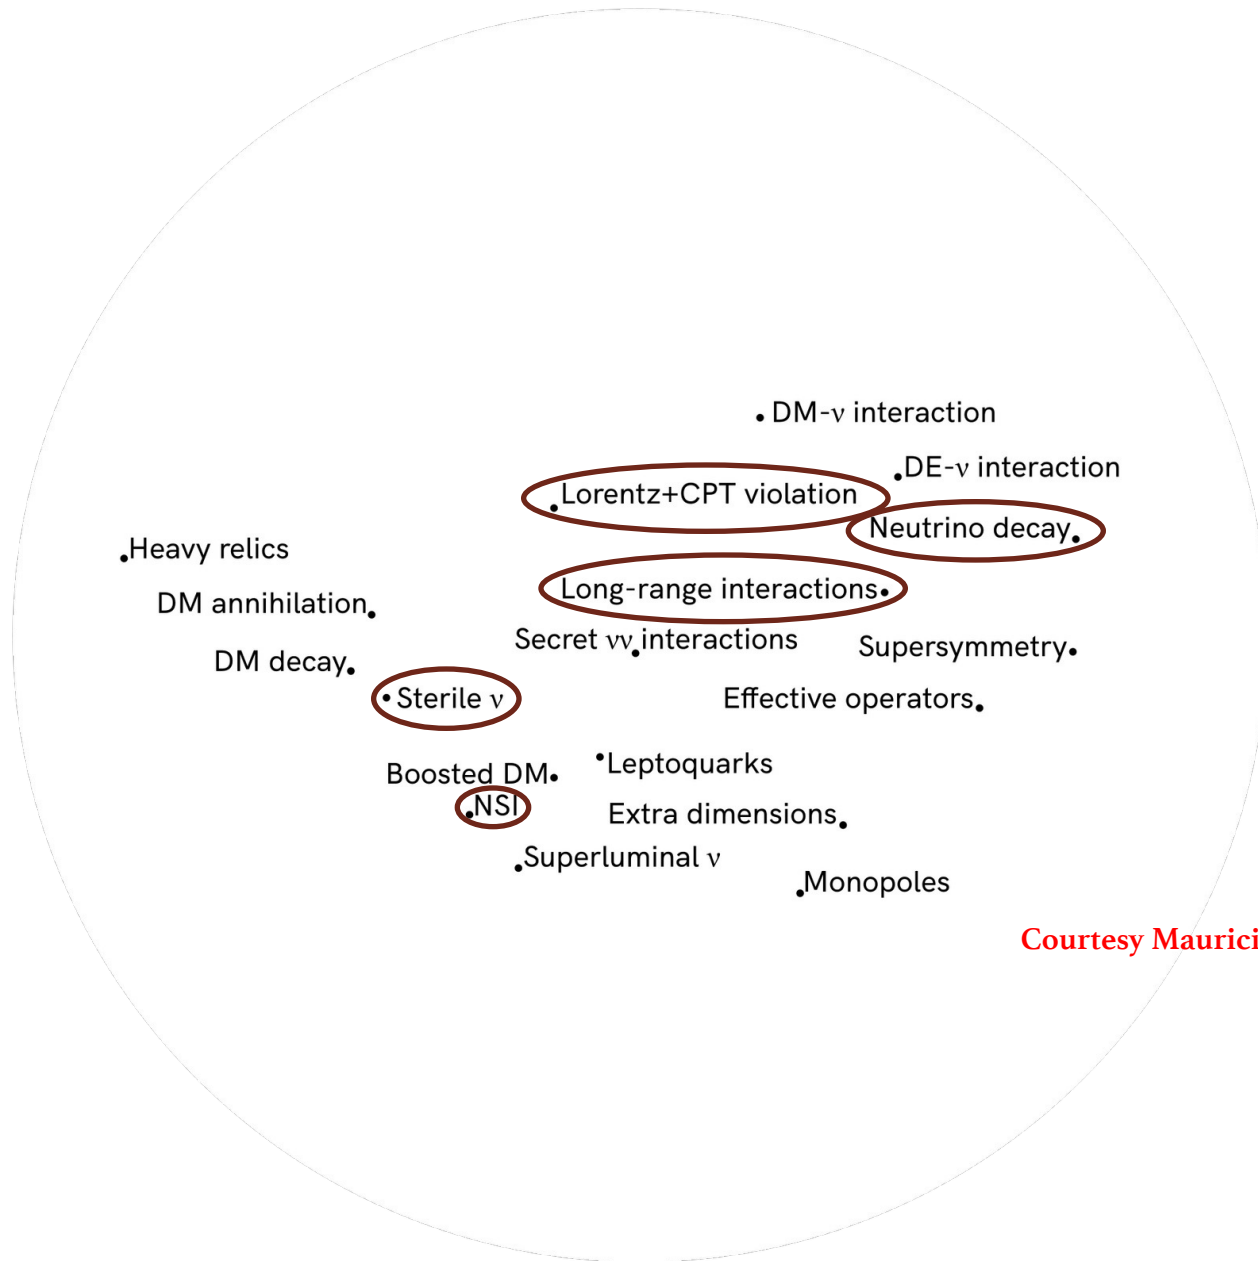 DM-ν interaction
DE-ν interaction
Lorentz+CPT violation
Neutrino decay
Heavy relics
Long-range interactions
DM annihilation
Secret νν interactions
Supersymmetry
DM decay
Sterile ν
Effective operators
Leptoquarks
Boosted DM
NSI
Extra dimensions
Superluminal ν
Monopoles
Courtesy Maurici